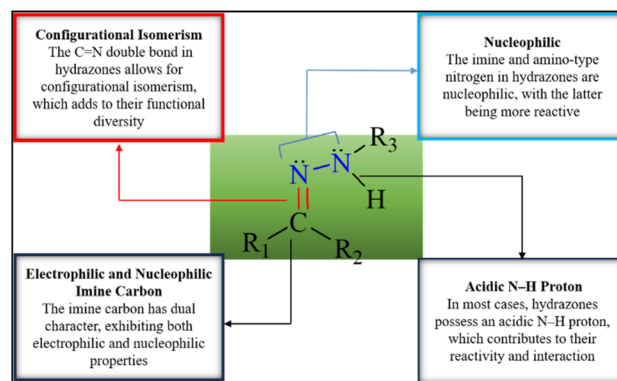 Configurational Isomerism
The C=N double bond in
hydrazones allows for
configurational isomerism,
which adds to their functional
diversity
Nucleophilic
The imine and amino-type
nitrogen in hydrazones are
nucleophilic, with the latter
being more reactive
R3
N N
H
C
R1 R2
Electrophilic and Nucleophilic
Imine Carbon
The imine carbon has dual
character, exhibiting both
electrophilic and nucleophilic
properties
Acidic N–H Proton
In most cases, hydrazones
possess an acidic N–H proton,
which contributes to their
reactivity and interaction